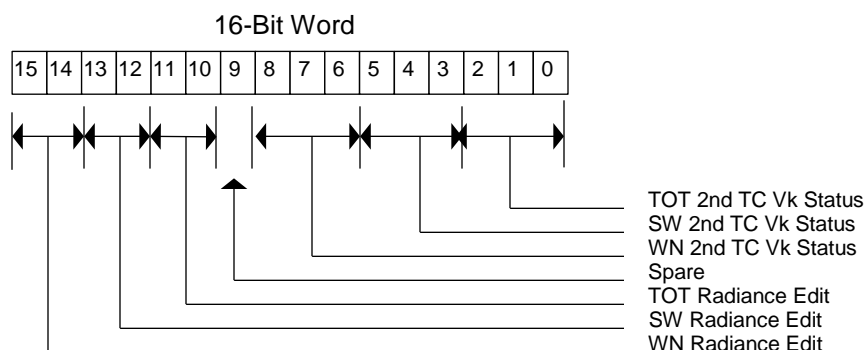 16-Bit Word
15 14 13 12 11 10 9 8 7 6 5 4 3 2 1 0
TOT 2nd TC Vk Status
SW 2nd TC Vk Status
WN 2nd TC Vk Status
Spare
TOT Radiance Edit
SW Radiance Edit
WN Radiance Edit